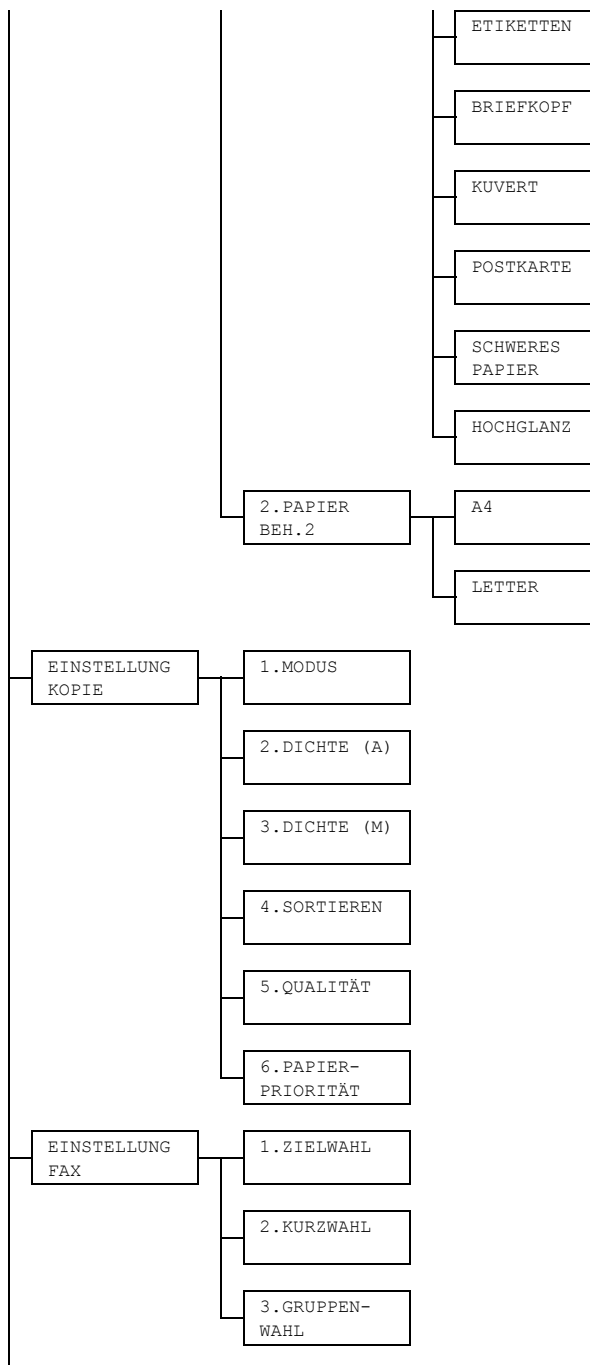 ETIKETTEN
BRIEFKOPF
KUVERT
POSTKARTE
SCHWERES
PAPIER
HOCHGLANZ
2.PAPIER
BEH.2
A4
LETTER
EINSTELLUNG
KOPIE
1.MODUS
2.DICHTE (A)
3.DICHTE (M)
4.SORTIEREN
5.QUALITÄT
6.PAPIER-
PRIORITÄT
EINSTELLUNG
FAX
1.ZIELWAHL
2.KURZWAHL
3.GRUPPEN-
WAHL